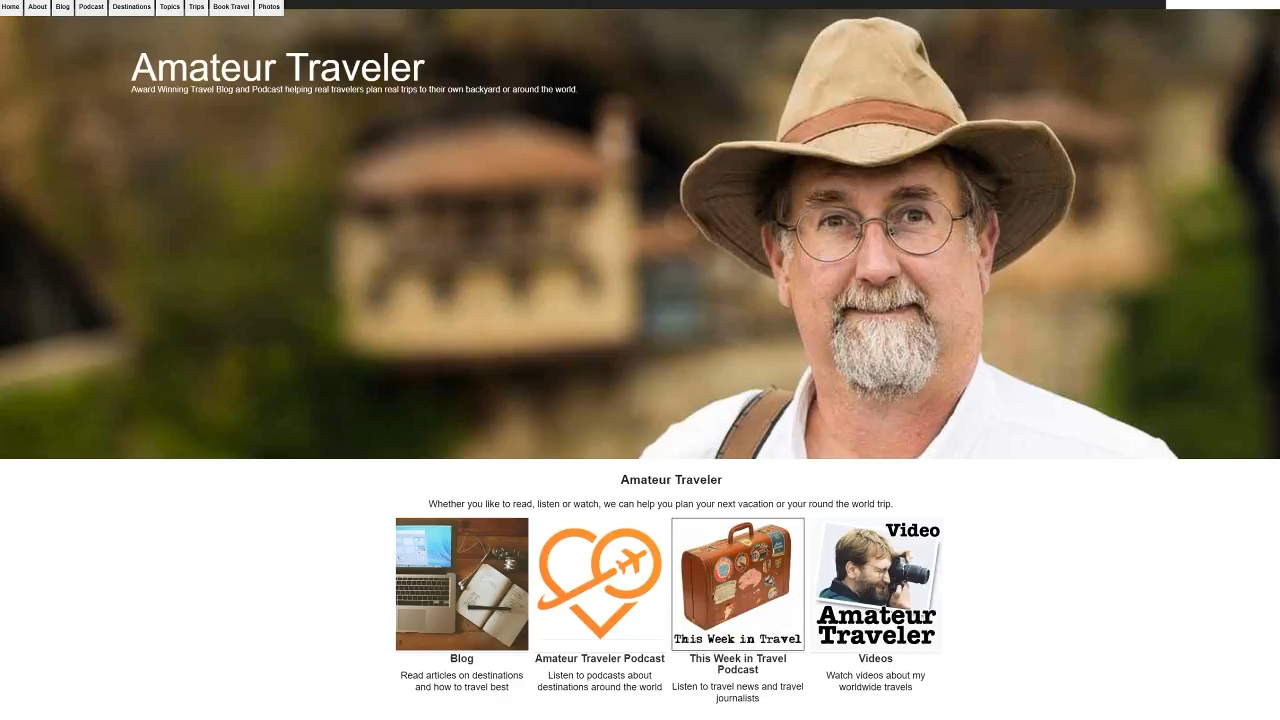 Home About Blog Podcast Destinations Topics Trips Book Travel Photos
Amateur Traveler
Award Winning Travel Blog and Podcast helping real travelers plan real trips to their own backyard or around the world.
Amateur Traveler
Whether you like to read, listen or watch, we can help you plan your next vacation or your round the world trip.
This Week in Travel
Video
Amateur
Traveler
Blog
Read articles on destinations
and how to travel best
Amateur Traveler Podcast
Listen to podcasts about
destinations around the world
This Week in Travel
Podcast
Listen to travel news and travel
journalists
Videos
Watch videos about my
worldwide travels